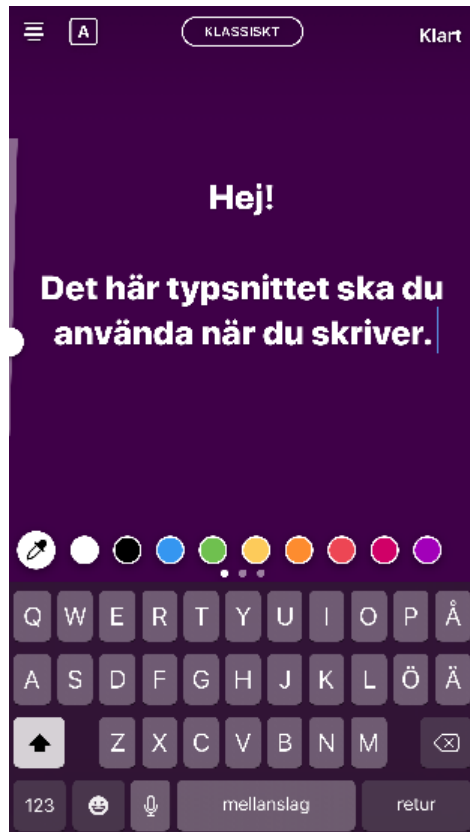 A KLASSISKT Klart
Hej!
Det här typsnittet ska du
använda när du skriver.
Q W E R T Y U I O P Å
A S D F G H J K L Ö Ä
Z X C V B N M
123 mellanslag retur